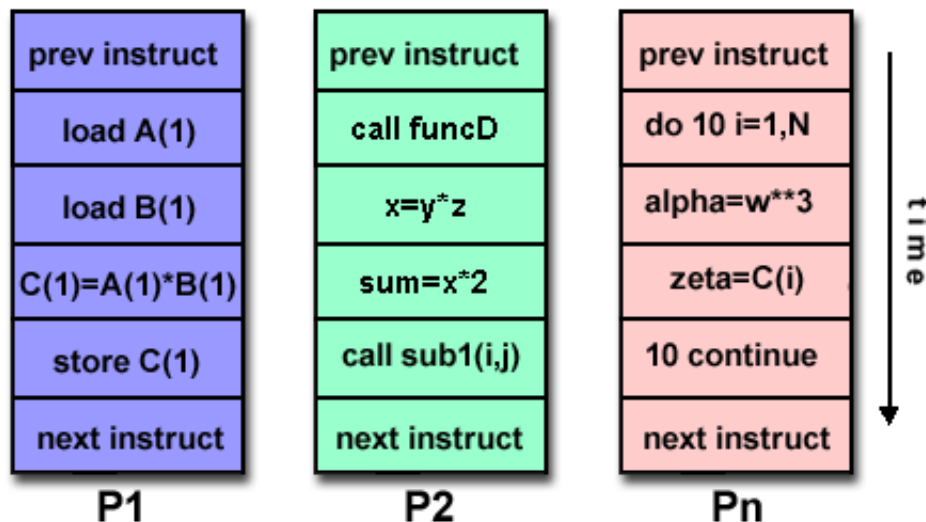 prev instruct
load A(1)
load B(1)
C(1)=A(1)*B(1)
store C(1)
next instruct
P1
prev instruct
call funcD
x=y*z
sum=x*2
call sub1(i,j)
next instruct
P2
prev instruct
do 10 i=1,N
alpha=w**3
zeta=C(i)
10 continue
next instruct
Pn
time